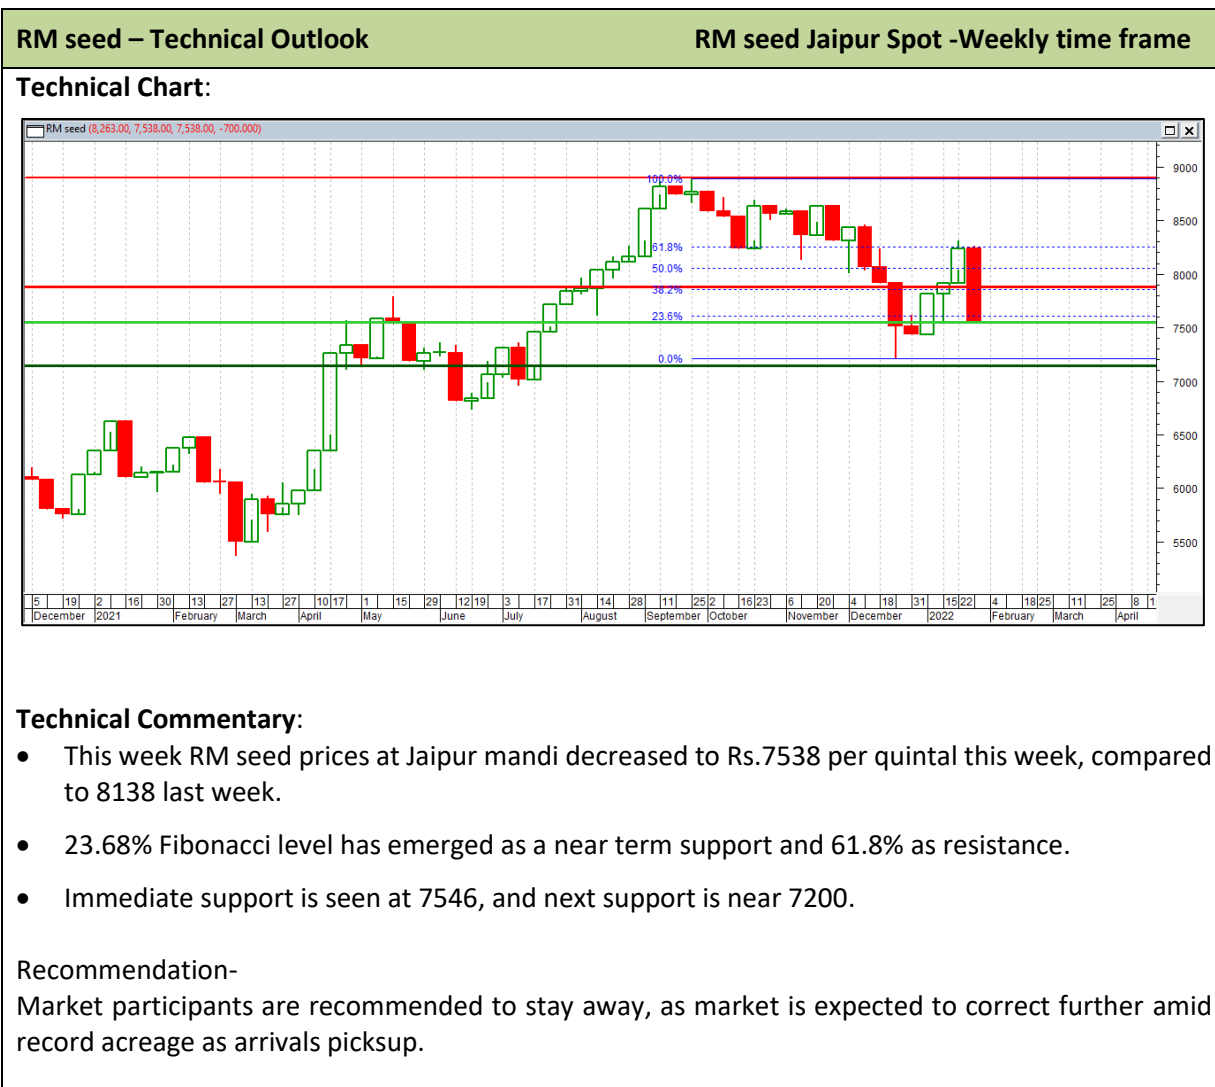 RM seed – Technical Outlook RM seed Jaipur Spot -Weekly time frame
Technical Chart:
RM seed (8,263.00, 7,538.00, 7,538.00, -700.000)
9000
8500
8000
7500
7000
6500
6000
5500
100.0%
61.8%
50.0%
38.2%
23.6%
0.0%
5 19 2 16 30 13 27 13 27 10 17 1 15 29 12 19 3 17 31 14 28 11 25 2 16 23 6 20 4 18 31 15 22 4 18 25 11 25 8 1
December 2021 February March April May June July August September October November December 2022 February March April
Technical Commentary:
• This week RM seed prices at Jaipur mandi decreased to Rs.7538 per quintal this week, compared
to 8138 last week.
• 23.68% Fibonacci level has emerged as a near term support and 61.8% as resistance.
• Immediate support is seen at 7546, and next support is near 7200.
Recommendation-
Market participants are recommended to stay away, as market is expected to correct further amid
record acreage as arrivals picksup.